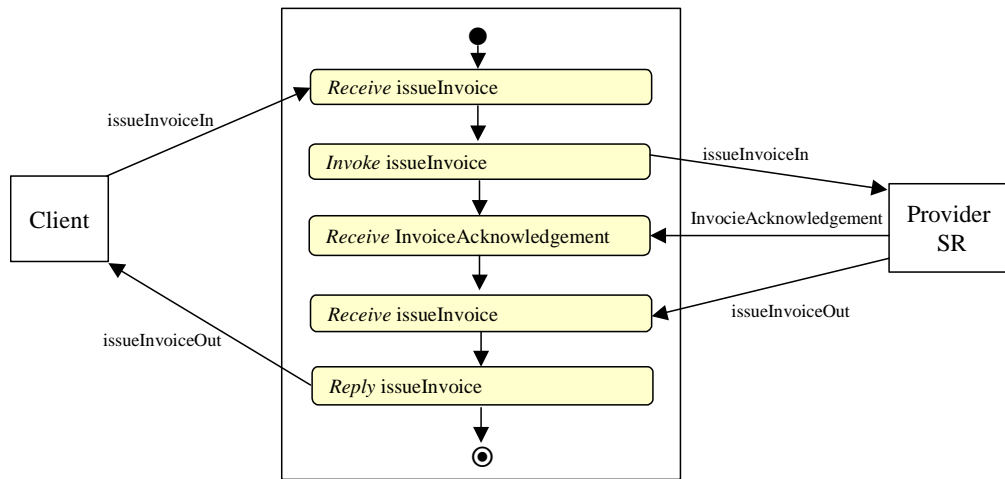 Receive issueInvoice
issueInvoiceIn
Invoke issueInvoice
issueInvoiceIn
Client
InvocieAcknowledgement
Provider
SR
Receive InvoiceAcknowledgement
Receive issueInvoice
issueInvoiceOut
issueInvoiceOut
Reply issueInvoice